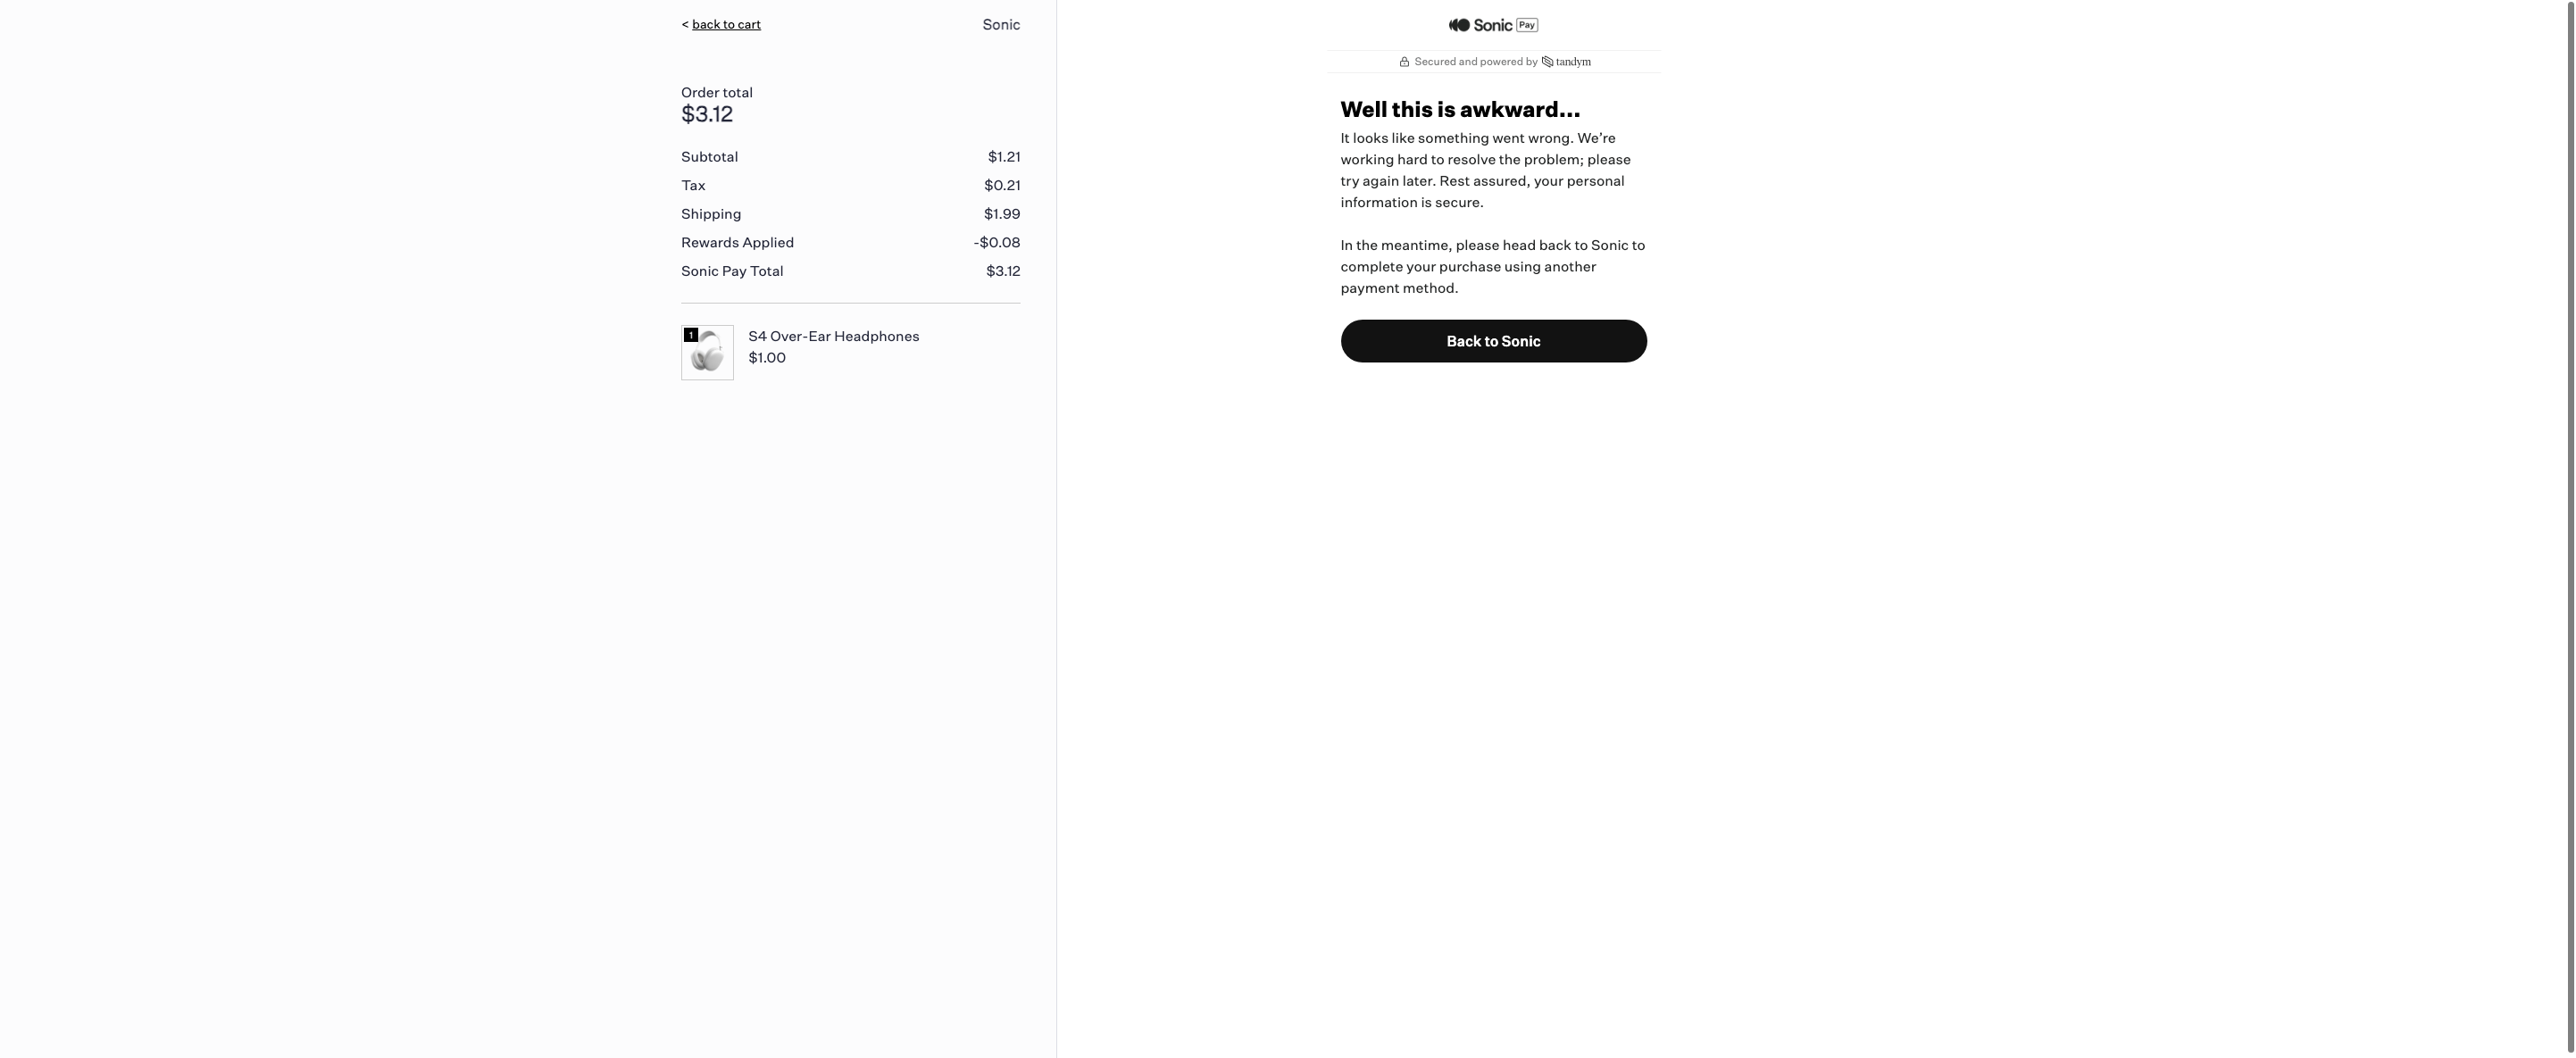 < back to cart
Sonic
Order total
$3.12
Subtotal $1.21
Tax $0.21
Shipping $1.99
Rewards Applied -$0.08
Sonic Pay Total $3.12
1
S4 Over-Ear Headphones
$1.00
Sonic Pay
Secured and powered by tandym
Well this is awkward...
It looks like something went wrong. We’re
working hard to resolve the problem; please
try again later. Rest assured, your personal
information is secure.
In the meantime, please head back to Sonic to
complete your purchase using another
payment method.
Back to Sonic